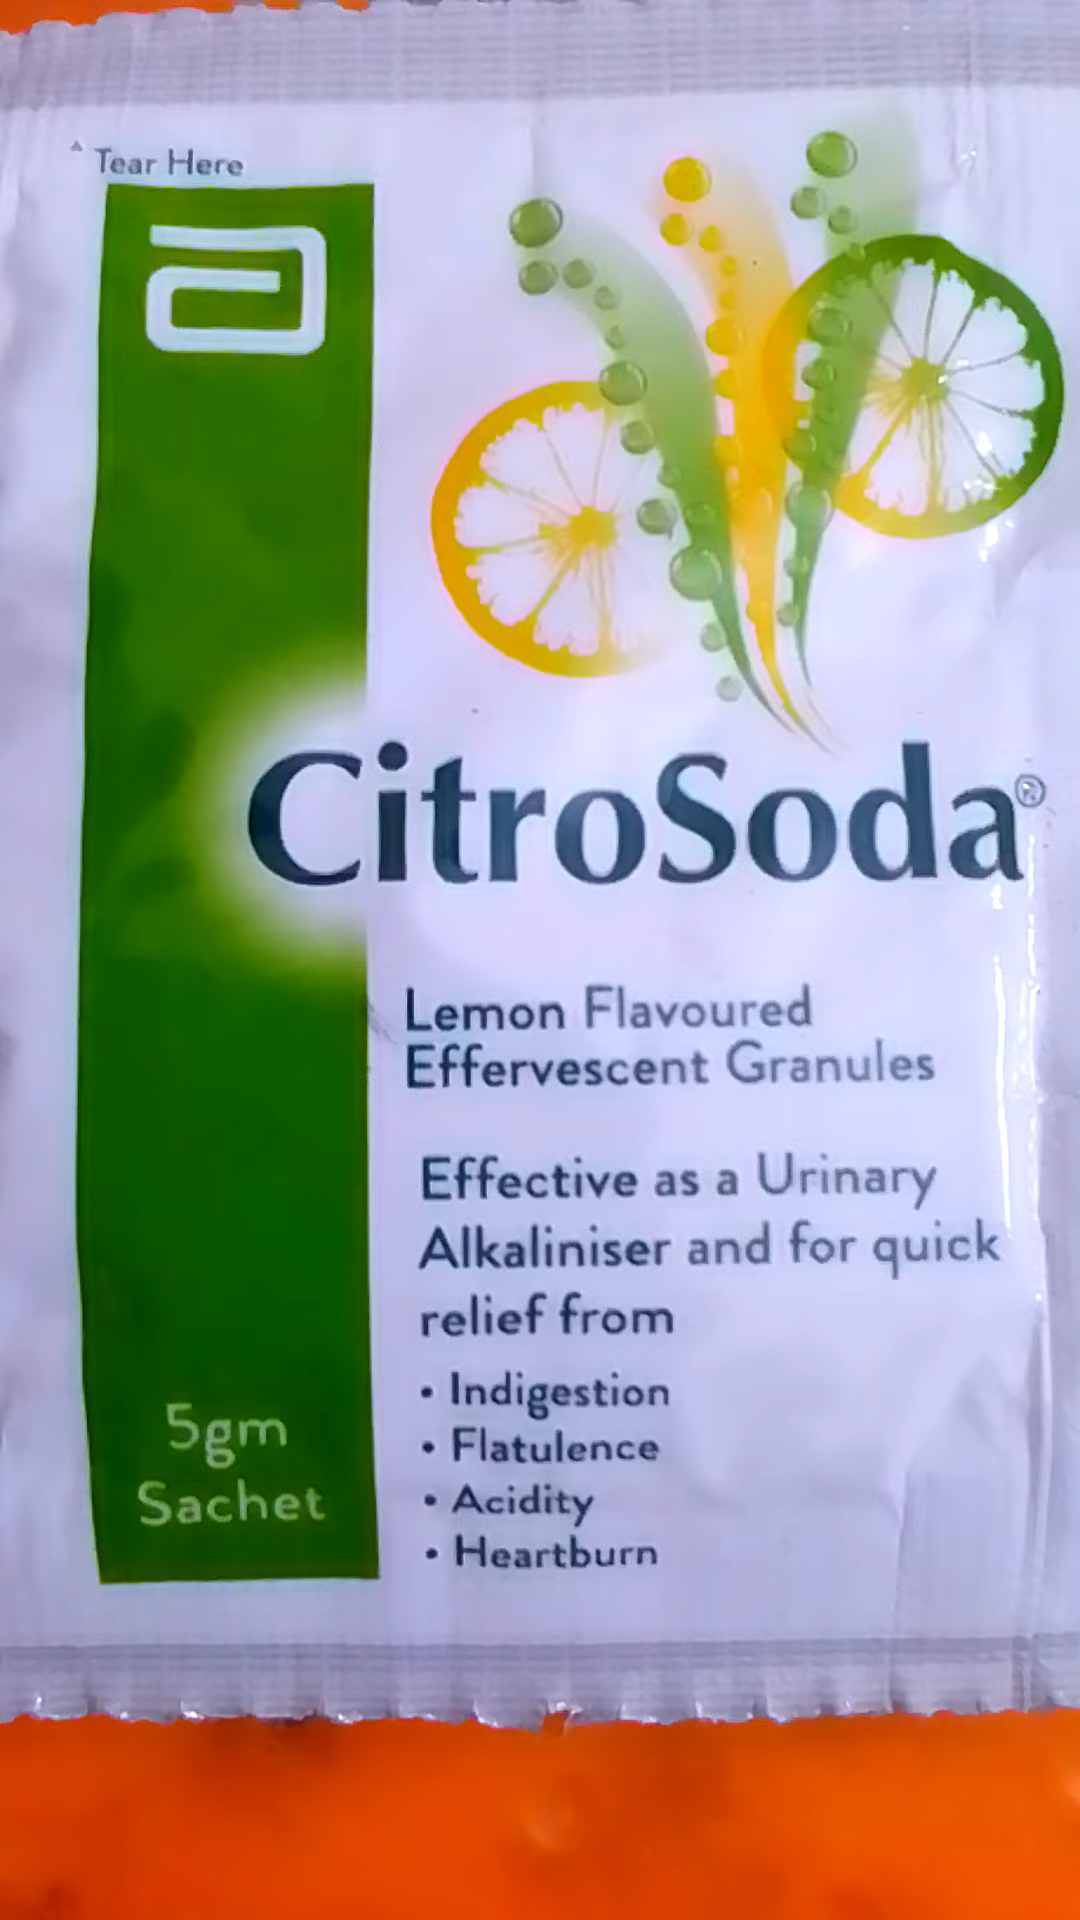 Tear Here
CitroSoda®
Lemon Flavoured
Effervescent Granules
Effective as a Urinary
Alkaliniser and for quick
relief from
• Indigestion
• Flatulence
• Acidity
• Heartburn
5gm
Sachet